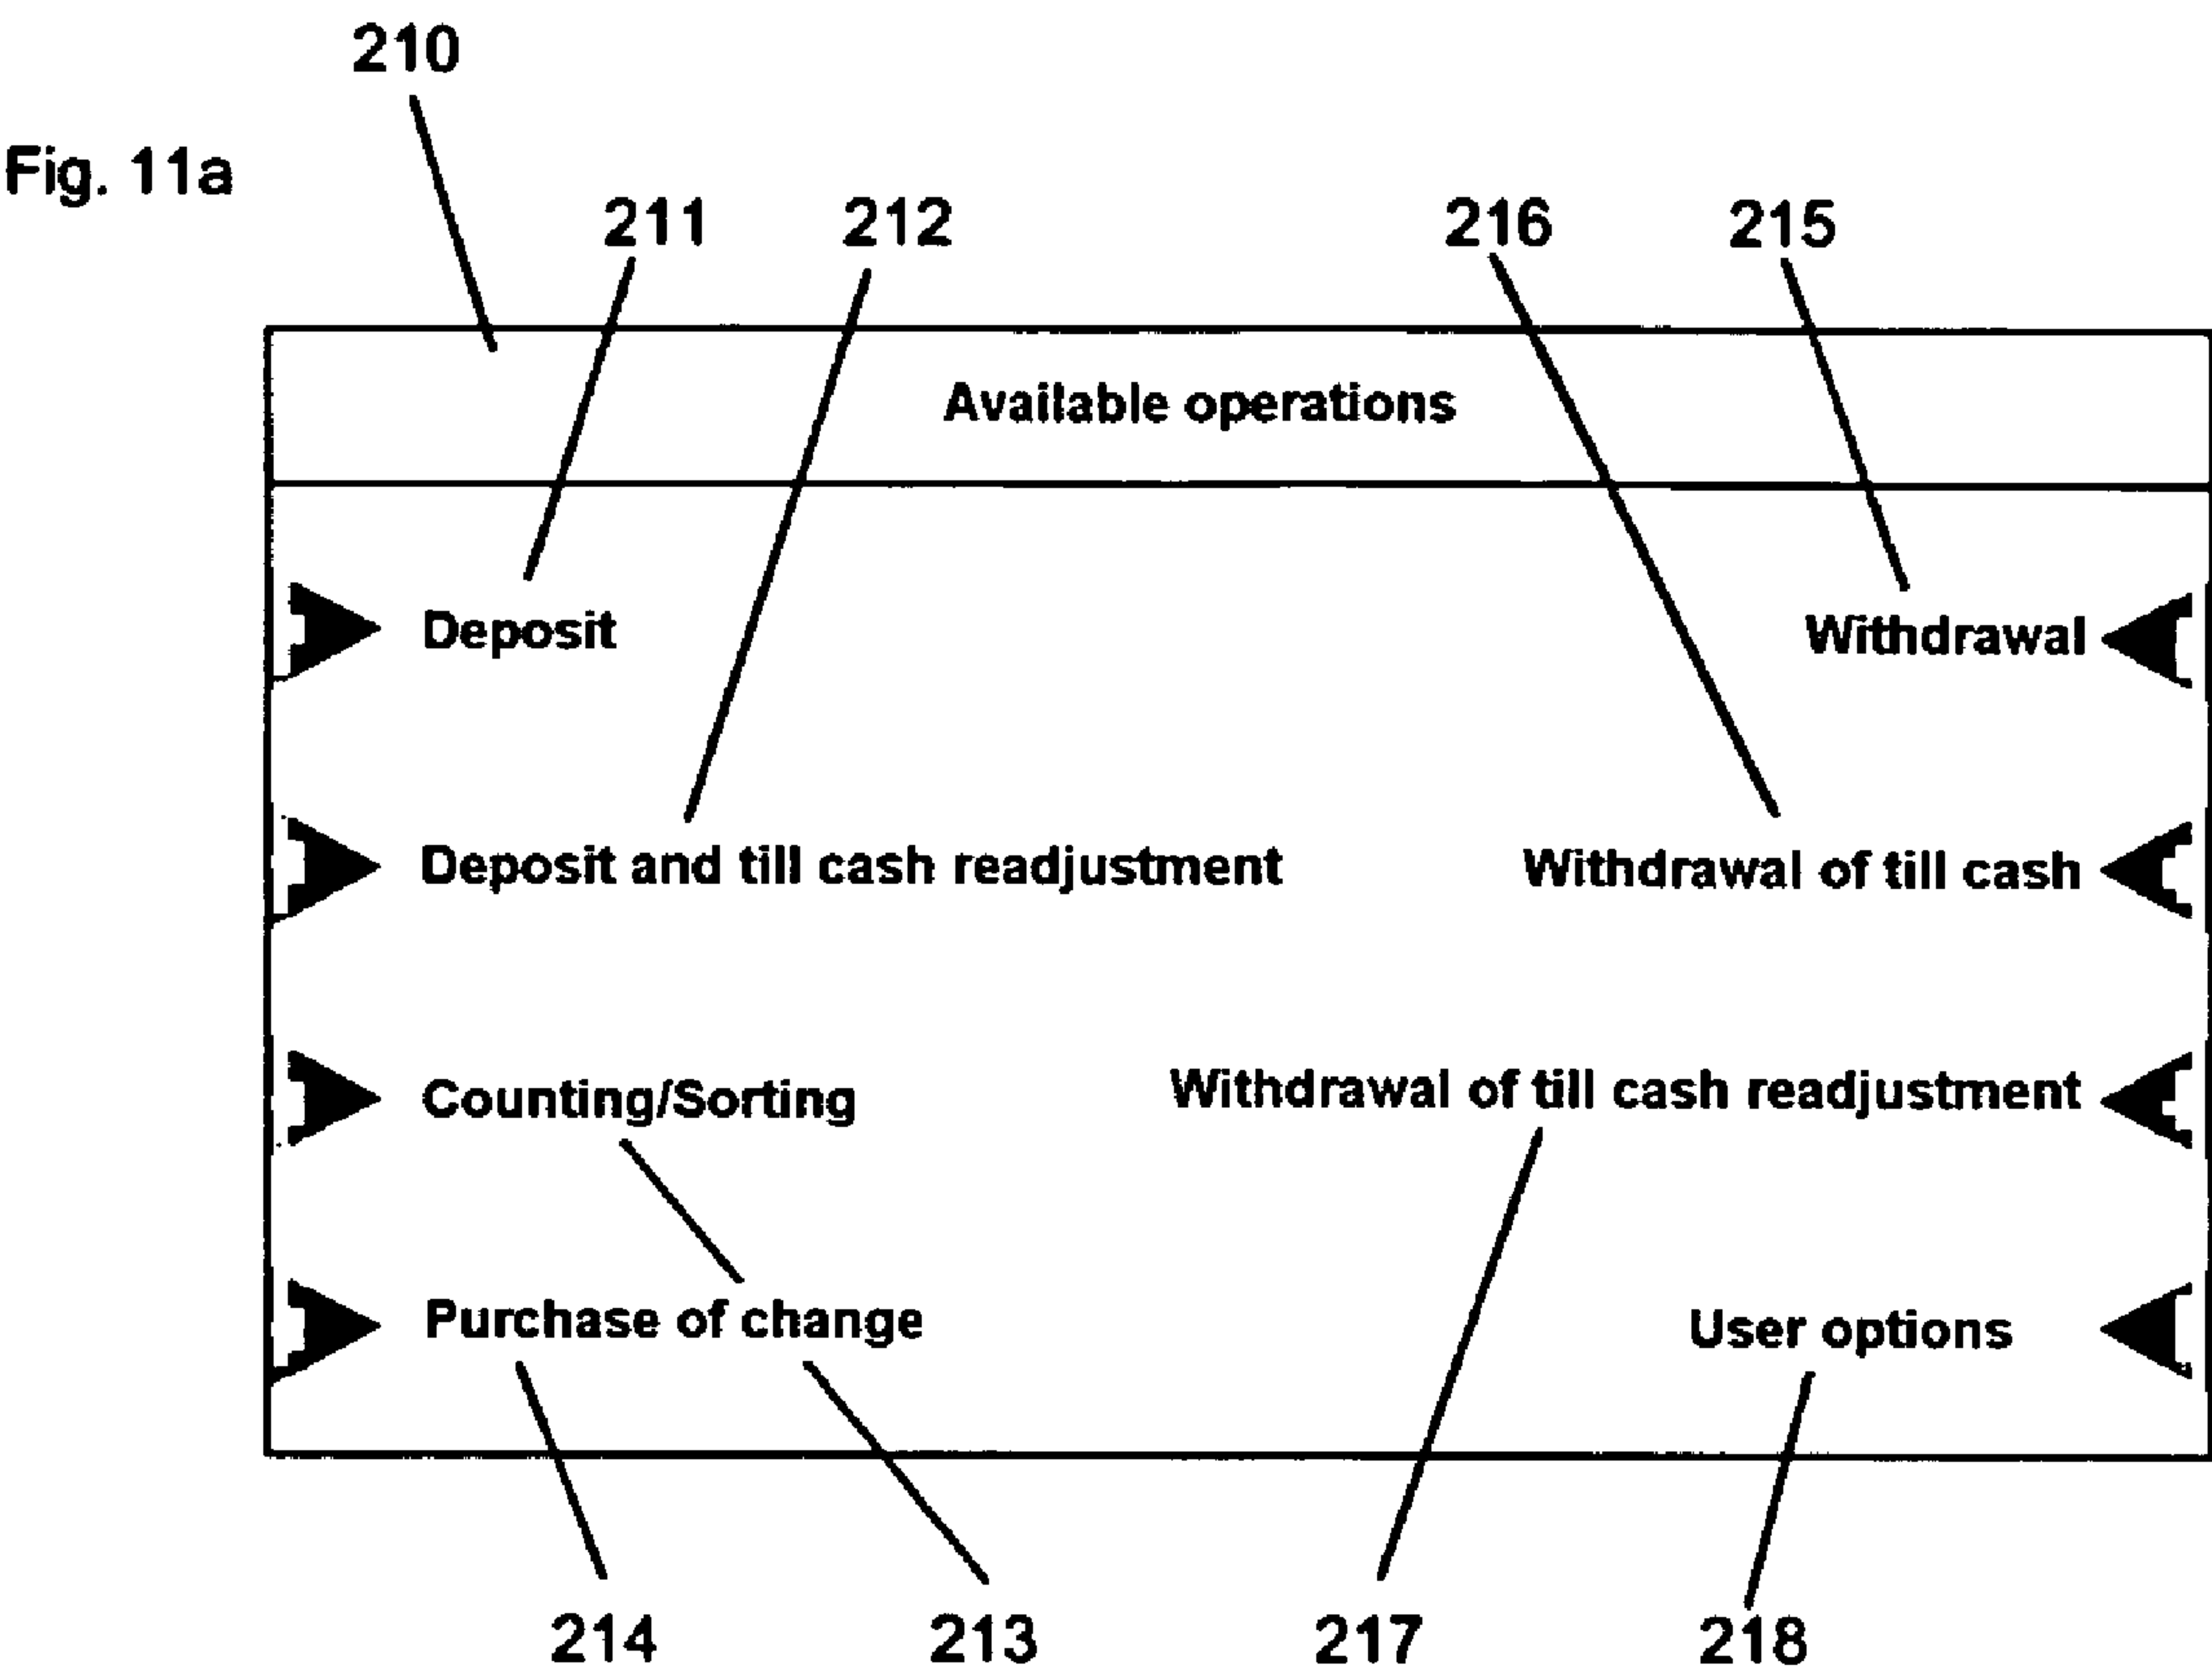 210
Fig. 11a
211 212 216 215
Available operations
Deposit Withdrawal
Deposit and till cash readjustment Withdrawal of till cash
Counting/Sorting Withdrawal of till cash readjustment
Purchase of change User options
214 213 217 218